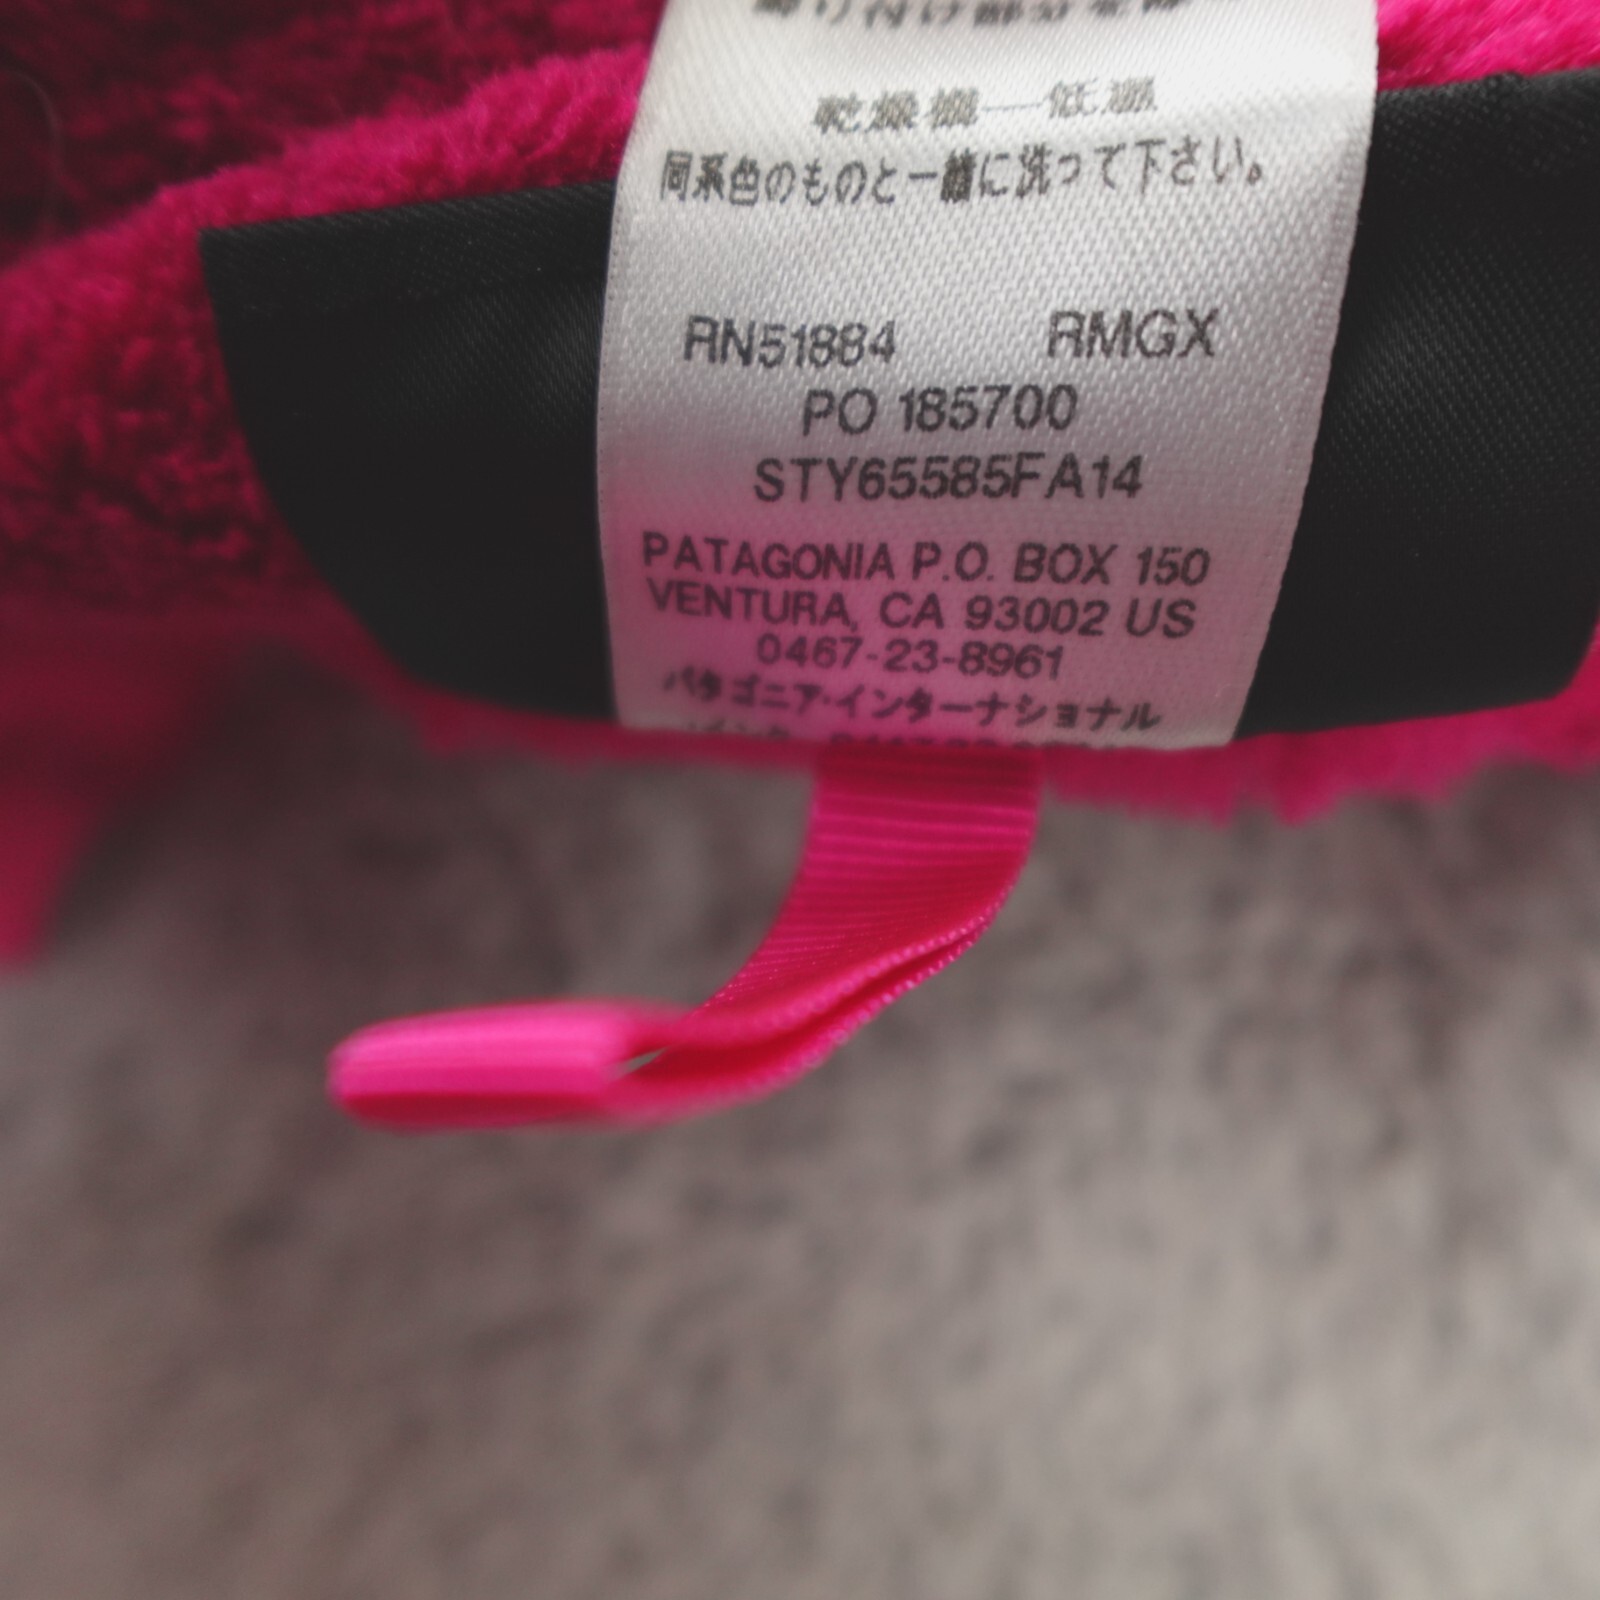 乾燥機—低温
同系色のものと一緒に洗って下さい。
RN51884 RMGX
PO 185700
STY65585FA14
PATAGONIA P.O. BOX 150
VENTURA, CA 93002 US
0467-23-8961
パタゴニア・インターナショナル